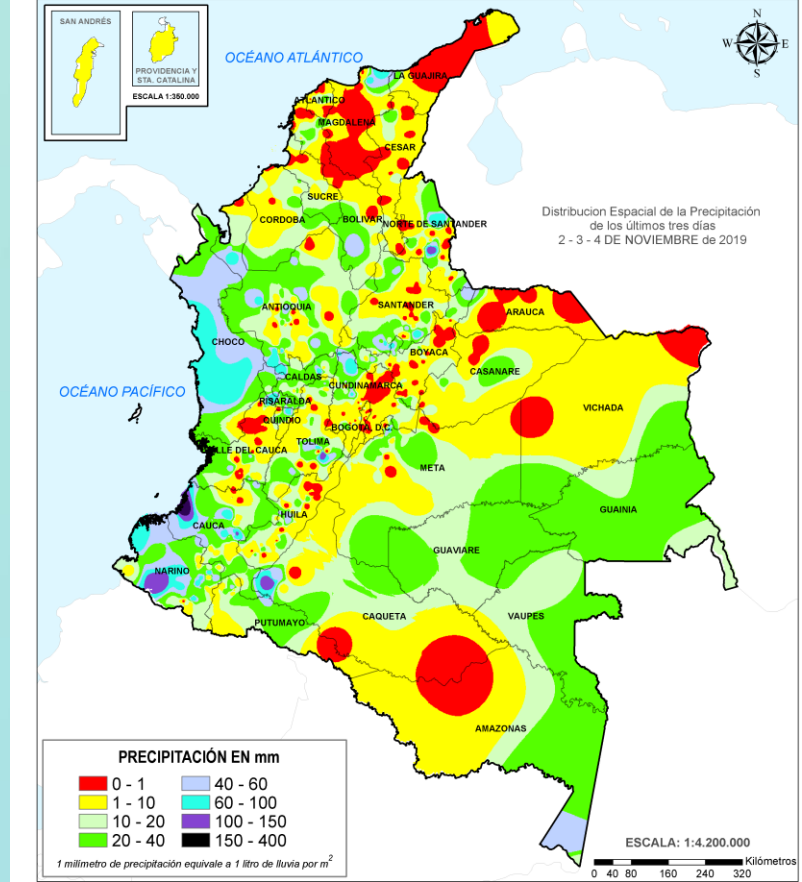 SAN ANDRÉS
PROVIDENCIA Y
STA. CATALINA
ESCALA 1:350.000
OCÉANO ATLÁNTICO
N
W
E
S
LA GUAJIRA
ATLANTICO
MAGDALENA
CESAR
SUCRE
CORDOBA
BOLIVAR
NORTE DE SANTANDER
Distribucion Espacial de la Precipitación
de los últimos tres días
2 - 3 - 4 DE NOVIEMBRE de 2019
ANTIOQUIA
SANTANDER
ARAUCA
CHOCO
BOYACA
CASANARE
CALDAS
CUNDINAMARCA
OCÉANO PACÍFICO
RISARALDA
VICHADA
QUINDIO
BOGOTA, D.C.
TOLIMA
VALLE DEL CAUCA
META
GUAINIA
HUILA
CAUCA
GUAVIARE
NARIÑO
CAQUETA
VAUPES
PUTUMAYO
AMAZONAS
PRECIPITACIÓN EN mm
0 - 1
1 - 10
10 - 20
20 - 40
40 - 60
60 - 100
100 - 150
150 - 400
1 milímetro de precipitación equivale a 1 litro de lluvia por m2
ESCALA: 1:4.200.000
Kilómetros
0 40 80 160 240 320